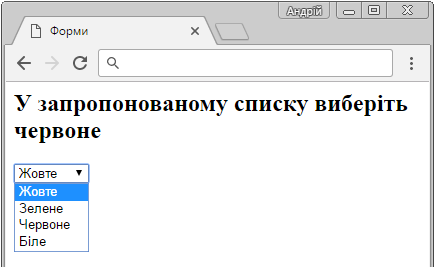 Андрій
Форми
У запропонованому списку виберіть
червоне
Жовте
Жовте
Зелене
Червоне
Біле